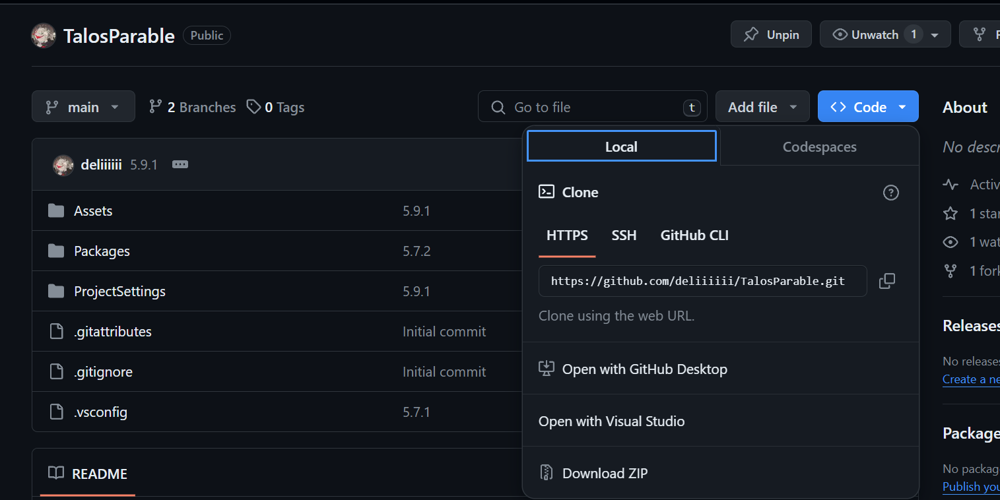 TalosParable Public
Unpin
Unwatch 1
main
2 Branches
0 Tags
Go to file t
Add file
Code
About
Local
Codespaces
No descr
deliiiiii 5.9.1
Clone
Activ
Assets 5.9.1
1 star
HTTPS SSH GitHub CLI
1 wat
Packages 5.7.2
1 fork
https://github.com/deliiiiii/TalosParable.git
ProjectSettings 5.9.1
Clone using the web URL.
Releases
.gitattributes Initial commit
No releases
Open with GitHub Desktop
Create a ne
.gitignore Initial commit
.vsconfig 5.7.1
Open with Visual Studio
Package
README
Download ZIP
No packag
Publish you